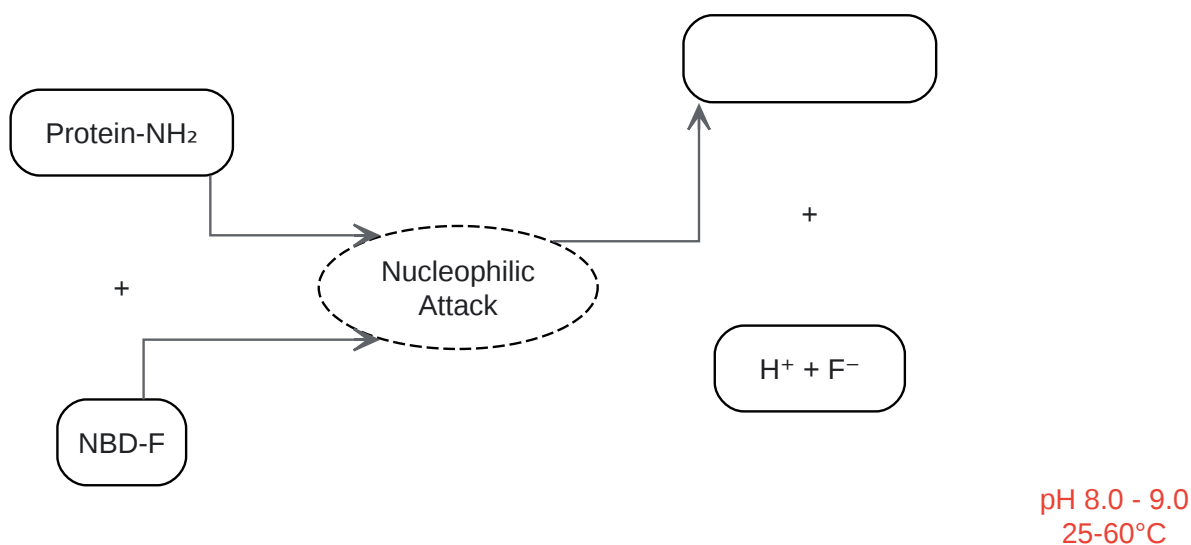 Protein-NH₂
+
Nucleophilic
Attack
+
H⁺ + F⁻
NBD-F
pH 8.0 - 9.0
25-60°C